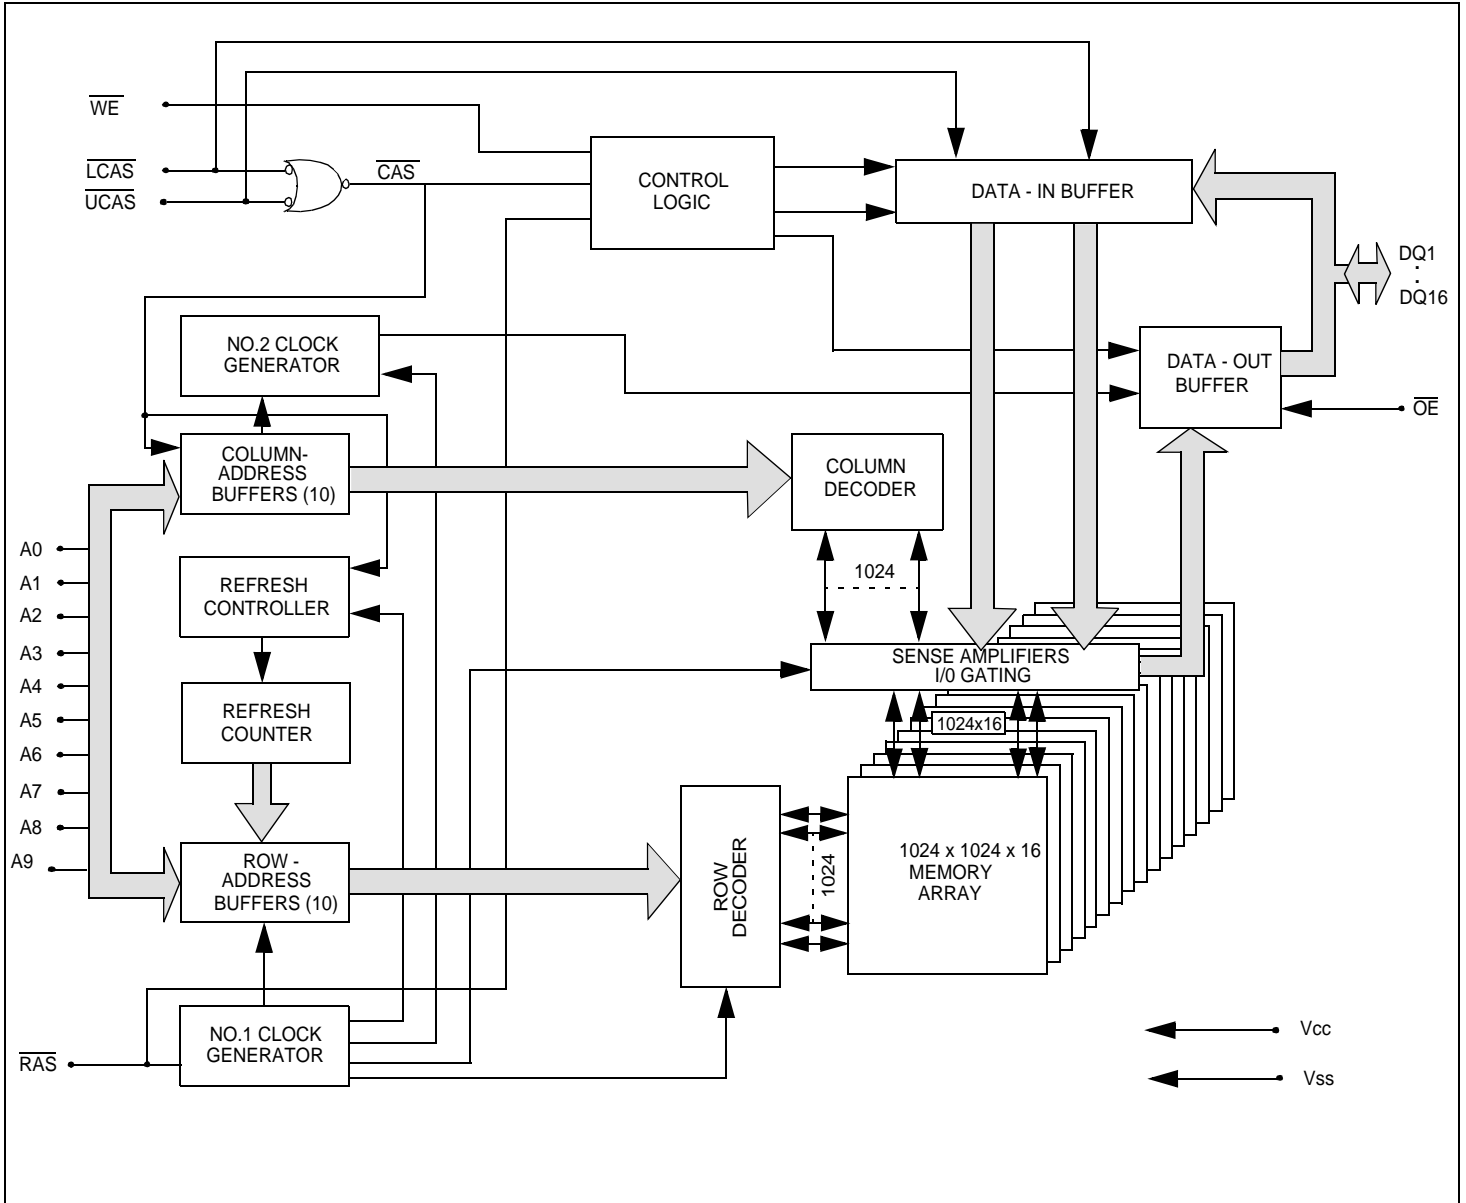 WE
LCAS
UCAS
CAS
CONTROL
LOGIC
DATA - IN BUFFER
DQ1
.
.
DQ16
NO.2 CLOCK
GENERATOR
DATA - OUT
BUFFER
OE
COLUMN-
ADDRESS
BUFFERS (10)
COLUMN
DECODER
A0
A1
A2
A3
A4
A5
A6
A7
A8
A9
REFRESH
CONTROLLER
1024
SENSE AMPLIFIERS
I/0 GATING
REFRESH
COUNTER
1024x16
ROW -
ADDRESS
BUFFERS (10)
ROW
DECODER
1024
1024 x 1024 x 16
MEMORY
ARRAY
RAS
NO.1 CLOCK
GENERATOR
Vcc
Vss